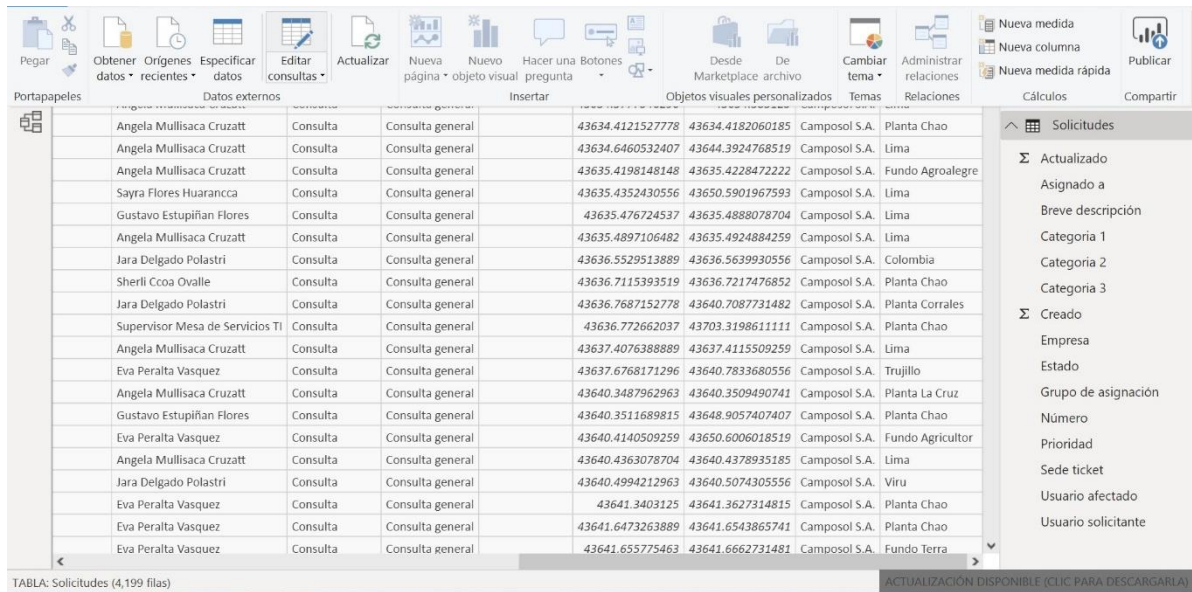 Pegar
Obtener datos
Orígenes recientes
Especificar datos
Editar consultas
Actualizar
Nueva página
Nuevo objeto visual
Hacer una pregunta
Botones
Desde Marketplace
De archivo
Cambiar tema
Administrar relaciones
Nueva medida
Nueva columna
Nueva medida rápida
Publicar
Portapapeles
Datos externos
Insertar
Objetos visuales personalizados
Temas
Relaciones
Cálculos
Compartir
Angela Mullisaca Cruzatt Consulta Consulta general 43634.4121527778 43634.4182060185 Camposol S.A. Planta Chao
Angela Mullisaca Cruzatt Consulta Consulta general 43634.6460532407 43644.3924768519 Camposol S.A. Lima
Angela Mullisaca Cruzatt Consulta Consulta general 43635.4198148148 43635.4228472222 Camposol S.A. Fundo Agroalegre
Sayra Flores Huarancca Consulta Consulta general 43635.4352430556 43650.5901967593 Camposol S.A. Lima
Gustavo Estupiñan Flores Consulta Consulta general 43635.476724537 43635.4888078704 Camposol S.A. Lima
Angela Mullisaca Cruzatt Consulta Consulta general 43635.4897106482 43635.4924884259 Camposol S.A. Lima
Jara Delgado Polastri Consulta Consulta general 43636.5529513889 43636.5639930556 Camposol S.A. Colombia
Sherli Ccoa Ovalle Consulta Consulta general 43636.7115393519 43636.7217476852 Camposol S.A. Planta Chao
Jara Delgado Polastri Consulta Consulta general 43636.7687152778 43640.7087731482 Camposol S.A. Planta Corrales
Supervisor Mesa de Servicios TI Consulta Consulta general 43636.772662037 43703.3198611111 Camposol S.A. Planta Chao
Angela Mullisaca Cruzatt Consulta Consulta general 43637.4076388889 43637.4115509259 Camposol S.A. Lima
Eva Peralta Vasquez Consulta Consulta general 43637.6768171296 43640.7833680556 Camposol S.A. Trujillo
Angela Mullisaca Cruzatt Consulta Consulta general 43640.3487962963 43640.3509490741 Camposol S.A. Planta La Cruz
Gustavo Estupiñan Flores Consulta Consulta general 43640.3511689815 43648.9057407407 Camposol S.A. Planta Chao
Eva Peralta Vasquez Consulta Consulta general 43640.4140509259 43650.6006018519 Camposol S.A. Fundo Agricultor
Angela Mullisaca Cruzatt Consulta Consulta general 43640.4363078704 43640.4378935185 Camposol S.A. Lima
Jara Delgado Polastri Consulta Consulta general 43640.4994212963 43640.5074305556 Camposol S.A. Viru
Eva Peralta Vasquez Consulta Consulta general 43641.3403125 43641.3627314815 Camposol S.A. Planta Chao
Eva Peralta Vasquez Consulta Consulta general 43641.6473263889 43641.6543865741 Camposol S.A. Planta Chao
Eva Peralta Vasquez Consulta Consulta general 43641.655775463 43641.6662731481 Camposol S.A. Fundo Terra
Solicitudes
Σ Actualizado
Asignado a
Breve descripción
Categoria 1
Categoria 2
Categoria 3
Σ Creado
Empresa
Estado
Grupo de asignación
Número
Prioridad
Sede ticket
Usuario afectado
Usuario solicitante
TABLA: Solicitudes (4,199 filas)
ACTUALIZACIÓN DISPONIBLE (CLIC PARA DESCARGARLA)